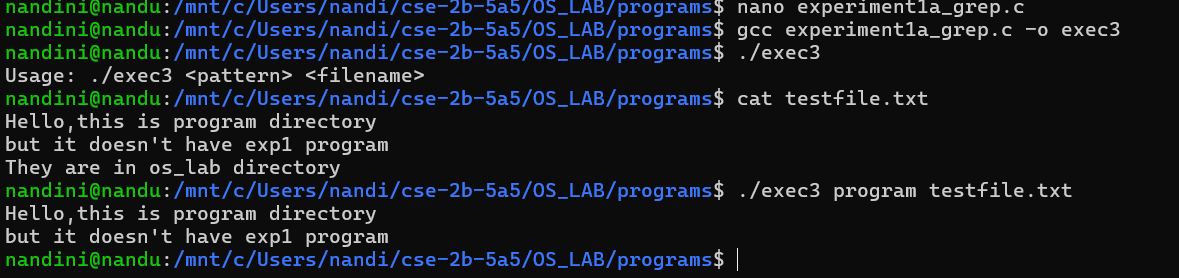 nandini@nandu:/mnt/c/Users/nandi/cse-2b-5a5/OS_LAB/programs$ nano experiment1a_grep.c
nandini@nandu:/mnt/c/Users/nandi/cse-2b-5a5/OS_LAB/programs$ gcc experiment1a_grep.c -o exec3
nandini@nandu:/mnt/c/Users/nandi/cse-2b-5a5/OS_LAB/programs$ ./exec3
Usage: ./exec3 <pattern> <filename>
nandini@nandu:/mnt/c/Users/nandi/cse-2b-5a5/OS_LAB/programs$ cat testfile.txt
Hello,this is program directory
but it doesn't have exp1 program
They are in os_lab directory
nandini@nandu:/mnt/c/Users/nandi/cse-2b-5a5/OS_LAB/programs$ ./exec3 program testfile.txt
Hello,this is program directory
but it doesn't have exp1 program
nandini@nandu:/mnt/c/Users/nandi/cse-2b-5a5/OS_LAB/programs$